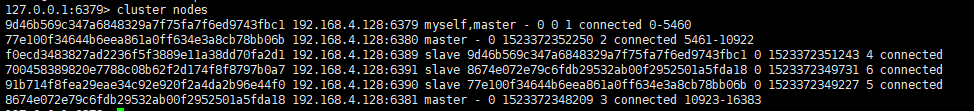 127.0.0.1:6379> cluster nodes
9d46b569c347a6848329a7f75fa7f6ed9743fbc1 192.168.4.128:6379 myself,master - 0 0 1 connected 0-5460
77e100f34644b6eea861a0ff634e3a8cb78bb06b 192.168.4.128:6380 master - 0 1523372352250 2 connected 5461-10922
f0ecd3483827ad2236f5f3889e11a38dd70fa2d1 192.168.4.128:6389 slave 9d46b569c347a6848329a7f75fa7f6ed9743fbc1 0 1523372351243 4 connected
700458389820e7788c08b62f2d174f8f8797b0a7 192.168.4.128:6391 slave 8674e072e79c6fdb29532ab00f2952501a5fda18 0 1523372349731 6 connected
91b714f8fea29eae34c92e920f2a4da2b96e44f0 192.168.4.128:6390 slave 77e100f34644b6eea861a0ff634e3a8cb78bb06b 0 1523372349227 5 connected
8674e072e79c6fdb29532ab00f2952501a5fda18 192.168.4.128:6381 master - 0 1523372348209 3 connected 10923-16383